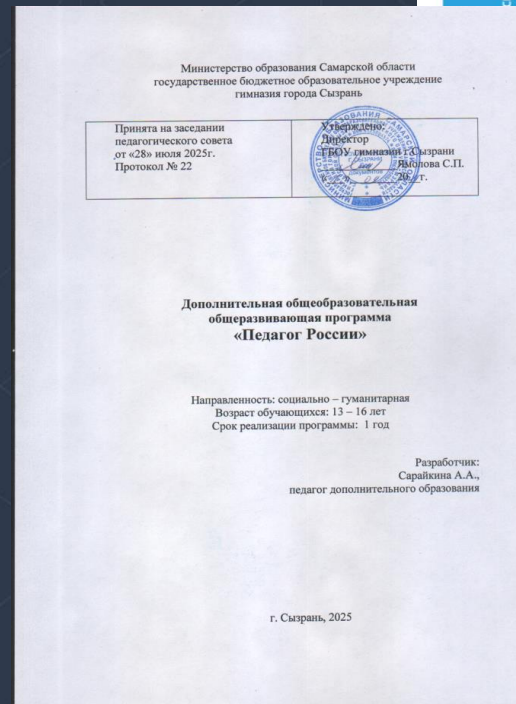 Министерство образования Самарской области
государственное бюджетное образовательное учреждение
гимназия города Сызрань
Принята на заседании
педагогического совета
от «28» июля 2025г.
Протокол № 22
Утверждено:
Директор
ГБОУ гимназии г.Сызрани
Ямолова С.П.
20 г.
Дополнительная общеобразовательная
общеразвивающая программа
«Педагог России»
Направленность: социально – гуманитарная
Возраст обучающихся: 13 – 16 лет
Срок реализации программы: 1 год
Разработчик:
Сарайкина А.А.,
педагог дополнительного образования
г. Сызрань, 2025